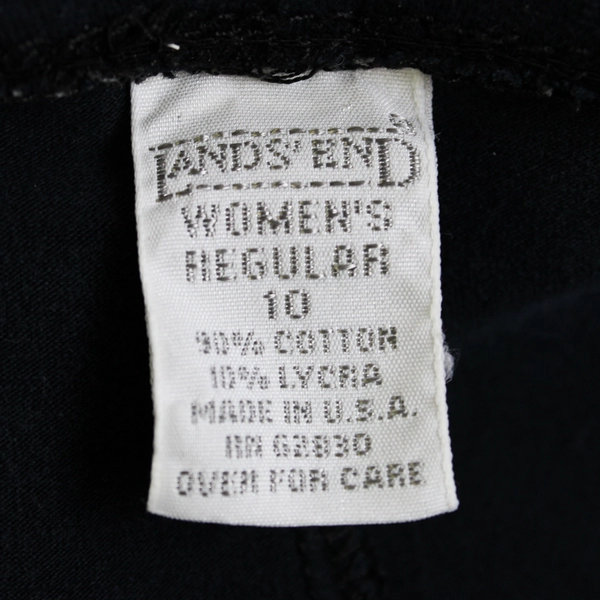 LANDS' END®
WOMEN'S
REGULAR
10
90% COTTON
10% LYCRA
MADE IN U.S.A.
RN 62830
OVER FOR CARE